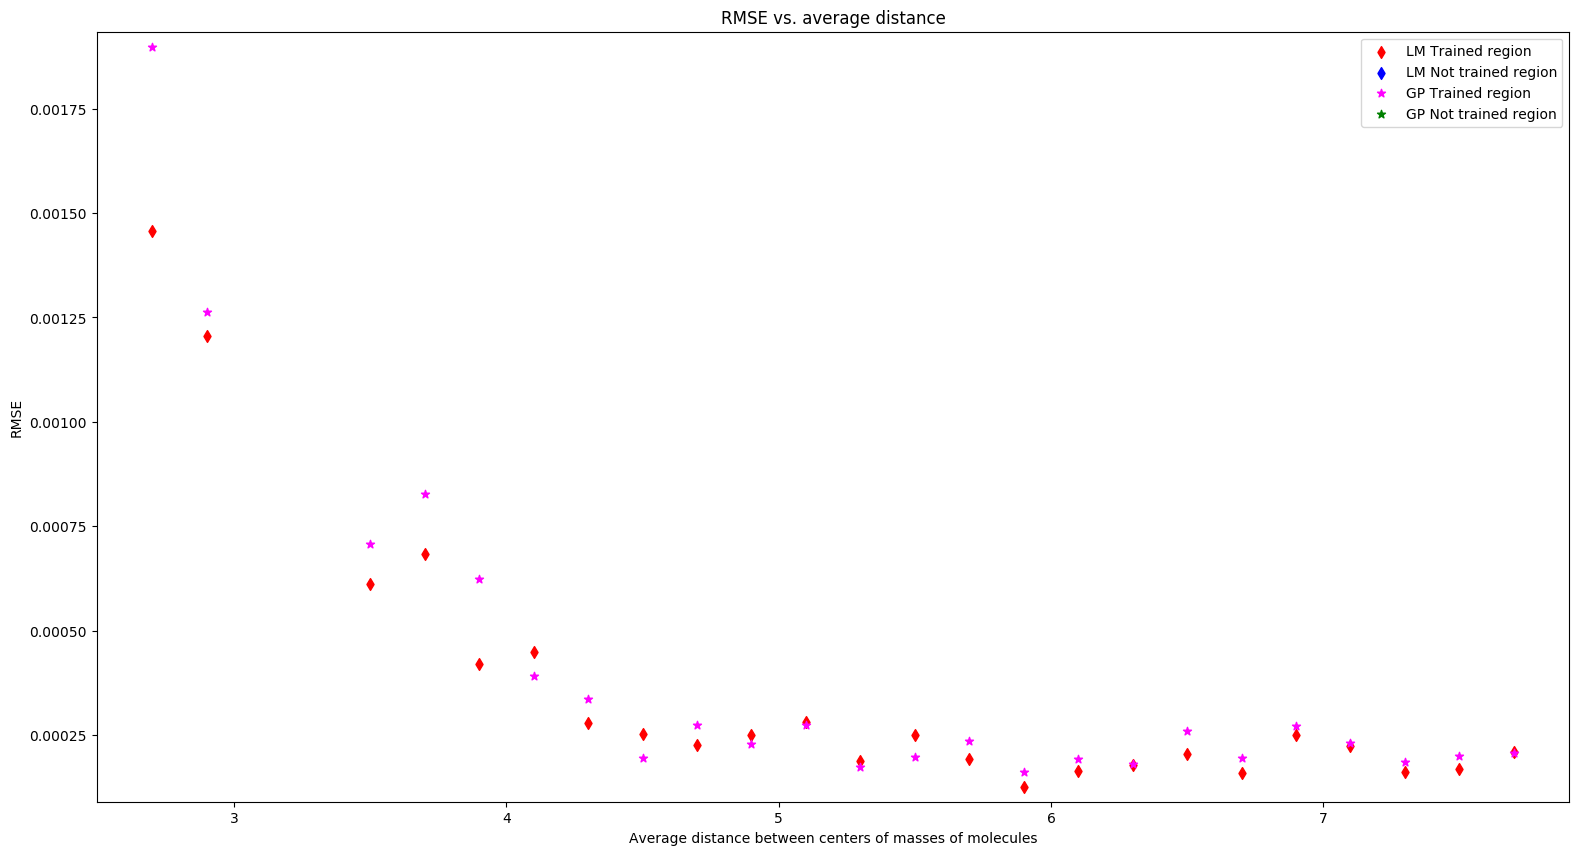 RMSE vs. average distance
LM Trained region
LM Not trained region
GP Trained region
GP Not trained region
0.00175
0.00150
0.00125
0.00100
0.00075
0.00050
0.00025
RMSE
3 4 5 6 7
Average distance between centers of masses of molecules